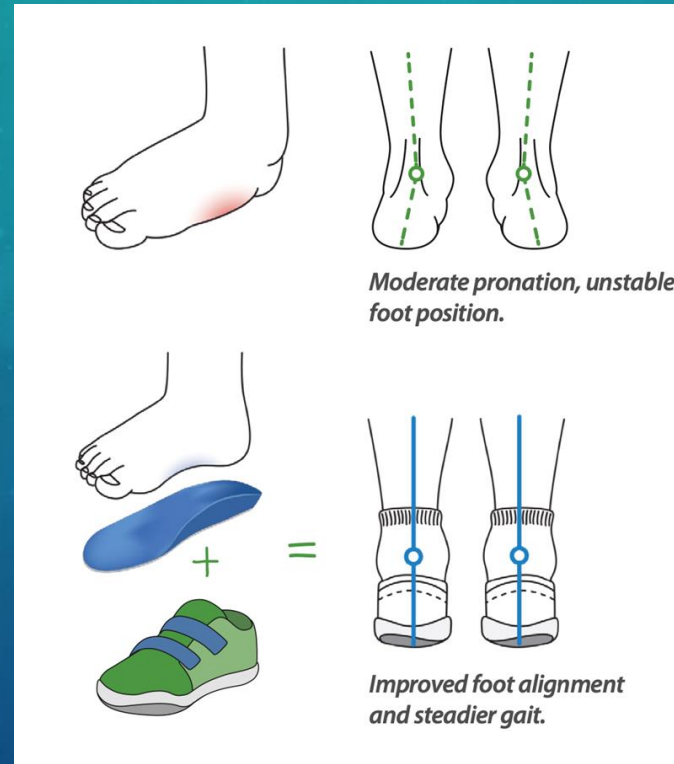 Moderate pronation, unstable
foot position.
+
=
Improved foot alignment
and steadier gait.